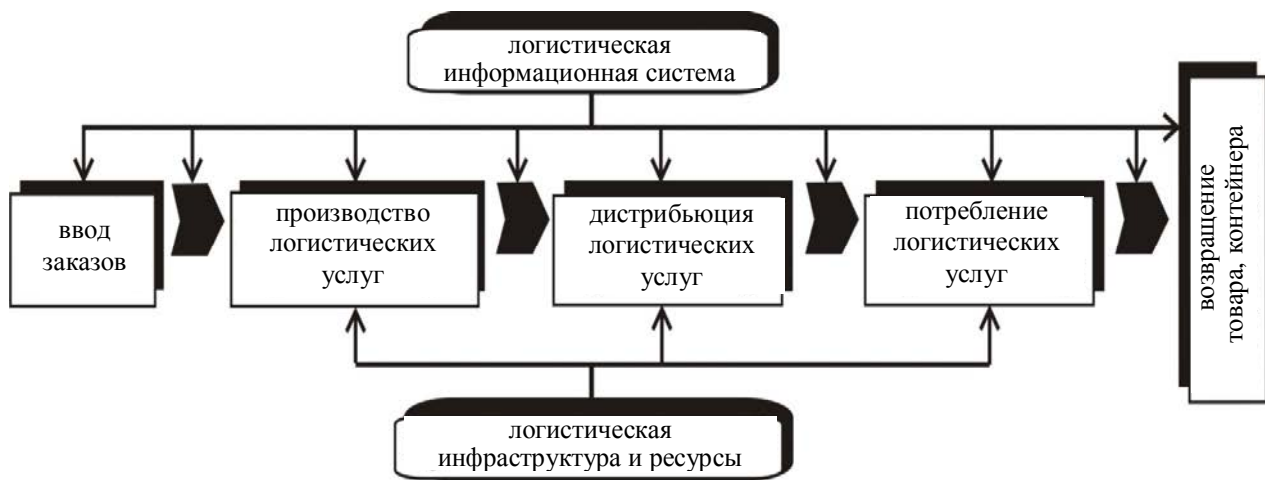 логистическая
информационная система
ввод
заказов
производство
логистических
услуг
дистрибьюция
логистических
услуг
потребление
логистических
услуг
возвращение
товара, контейнера
логистическая
инфраструктура и ресурсы